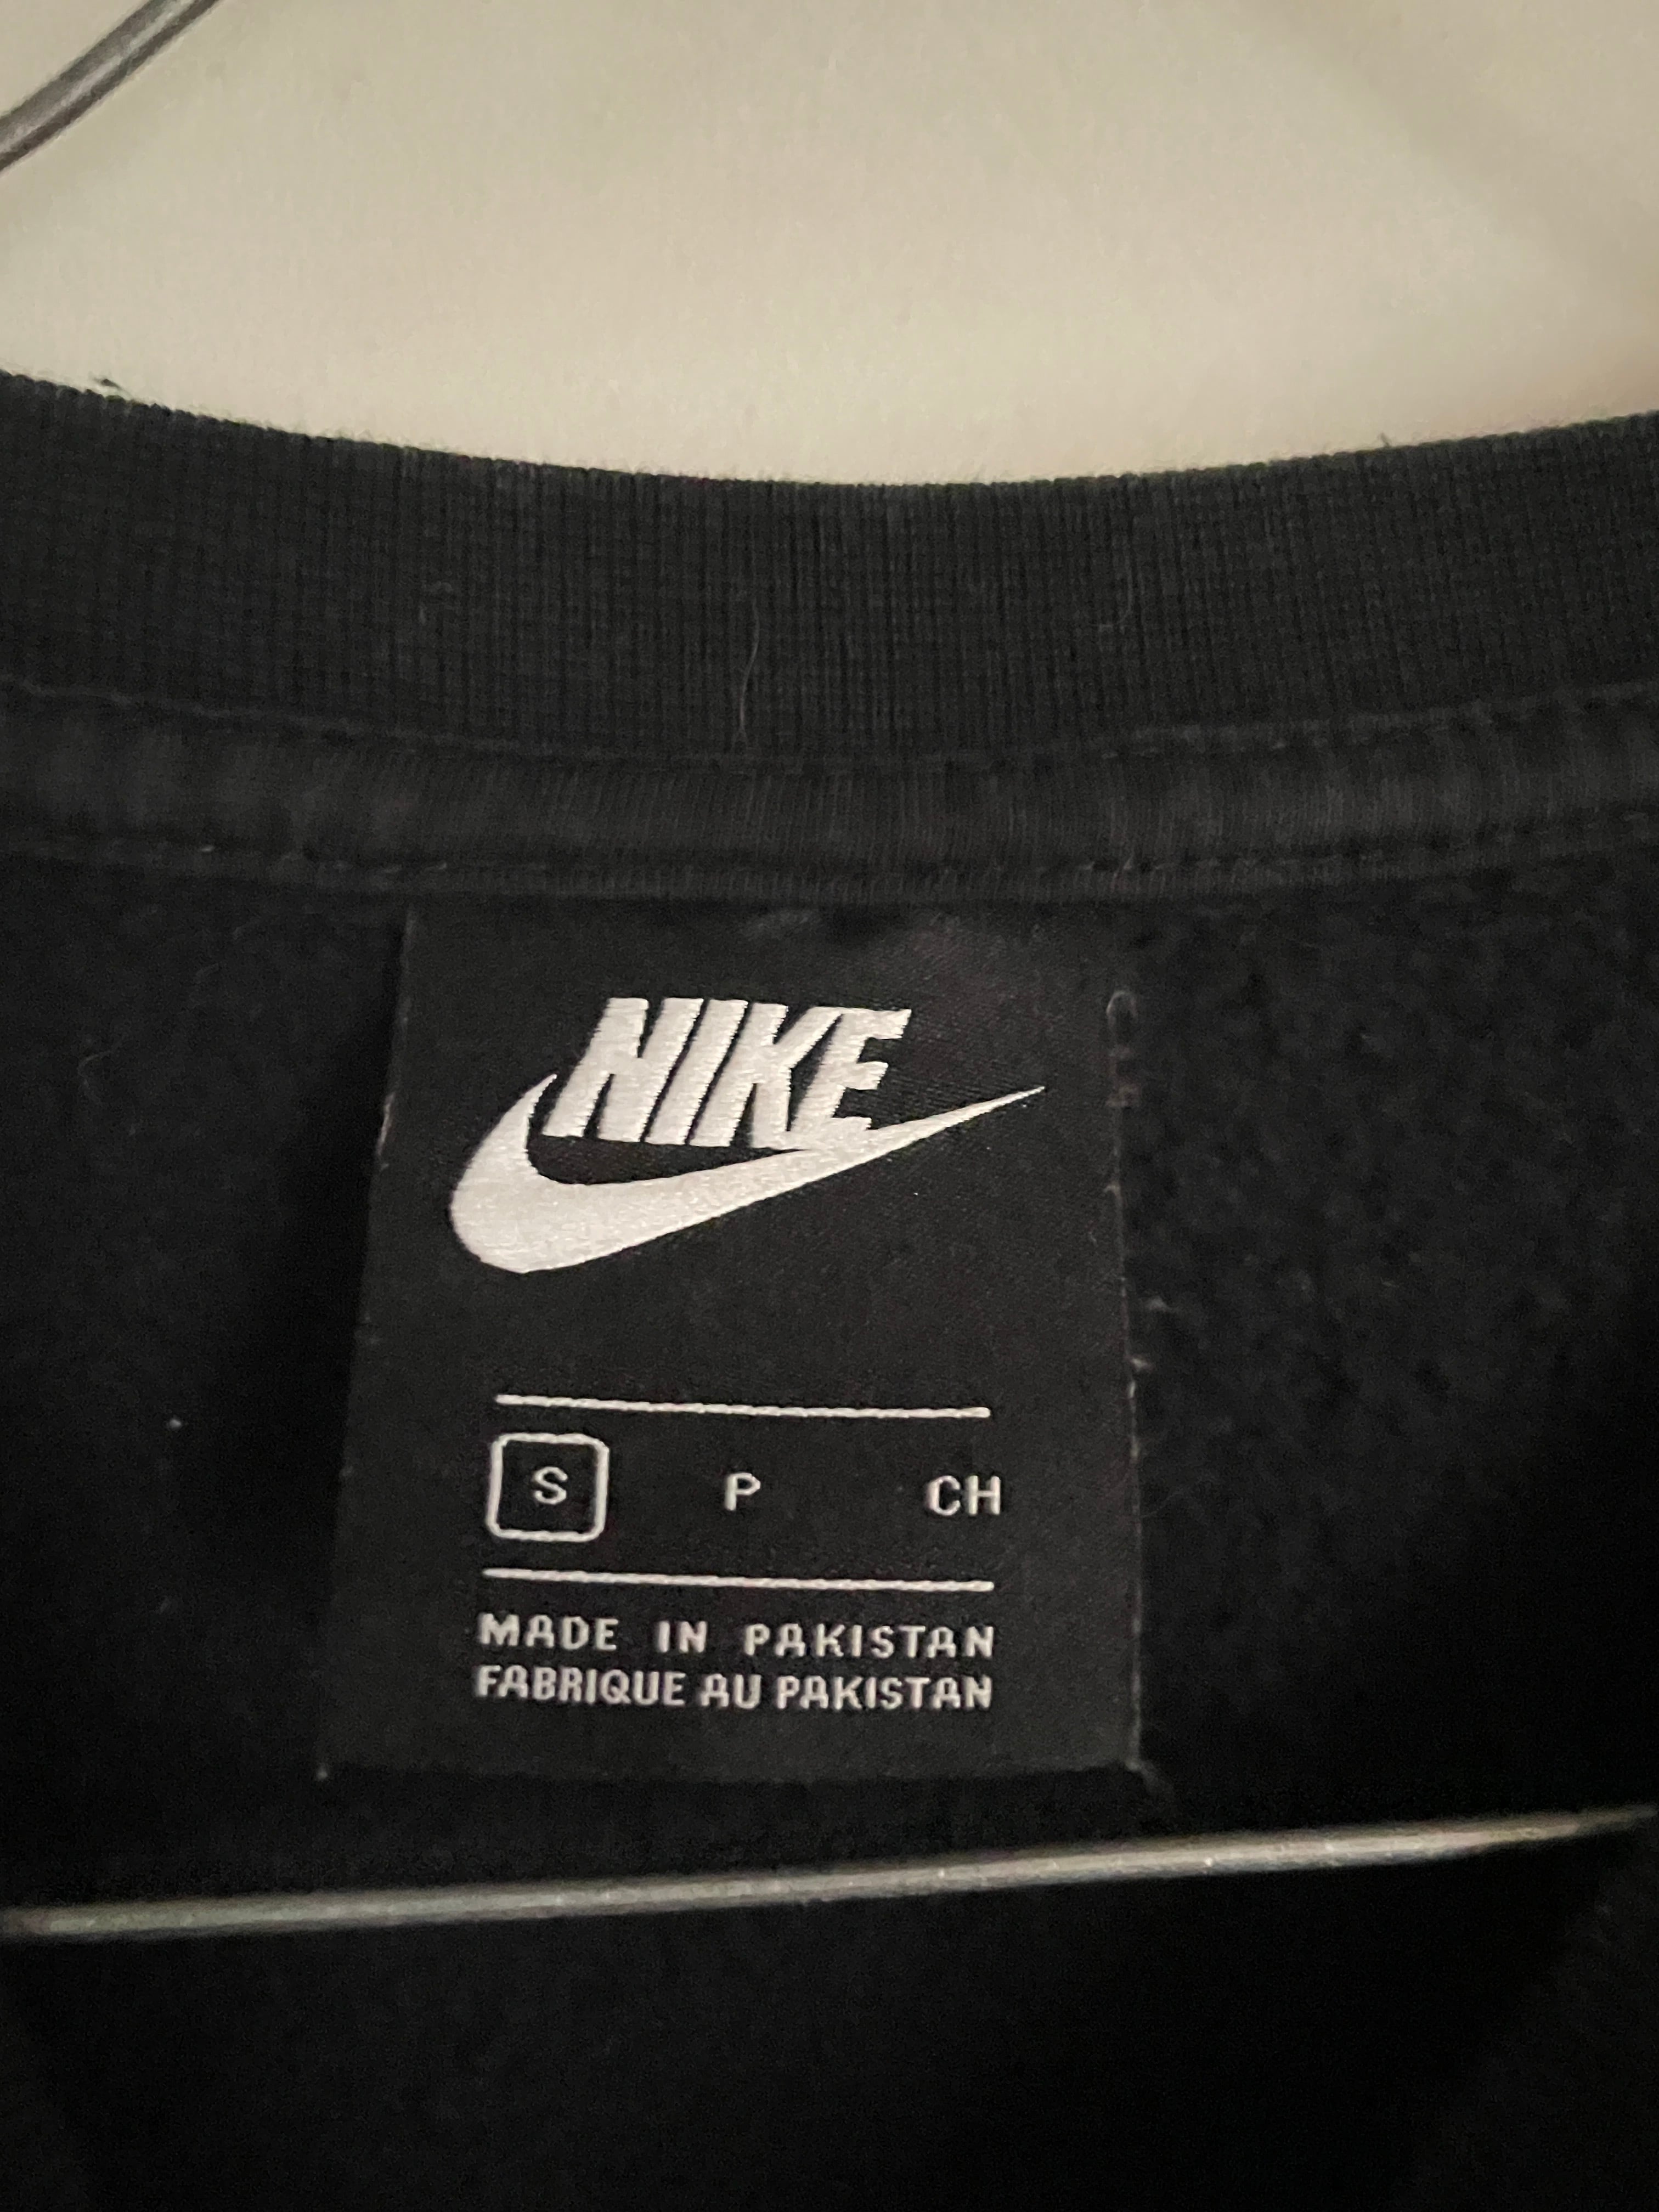 NIKE
S P CH
MADE IN PAKISTAN
FABRIQUE AU PAKISTAN